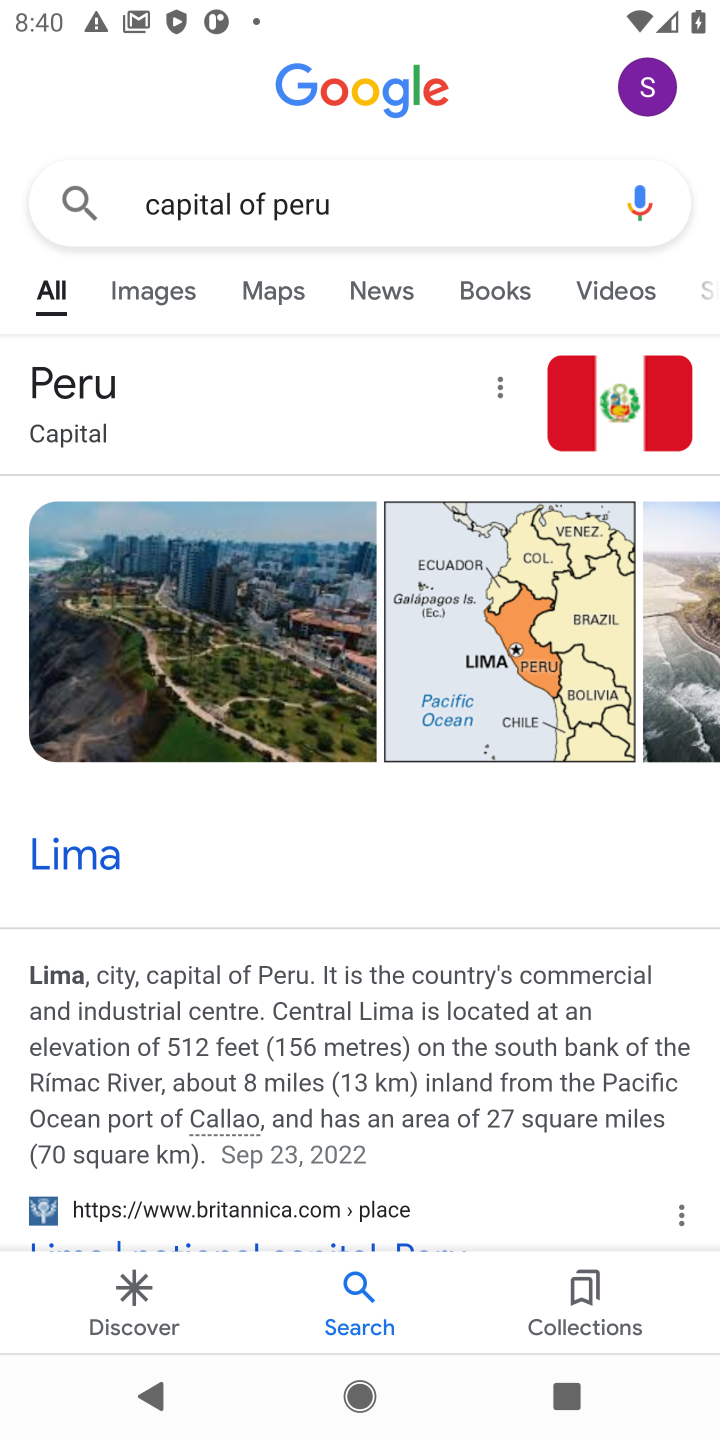 8:40
Google
S
capital of peru
All Images Maps News Books Videos
Peru
Capital
VENEZ.
ECUADOR COL.
Galápagos Is.
(Ec.)
BRAZIL
LIMA PERU
BOLIVIA
Pacific
Ocean
CHILE
Lima
Lima, city, capital of Peru. It is the country's commercial
and industrial centre. Central Lima is located at an
elevation of 512 feet (156 metres) on the south bank of the
Rímac River, about 8 miles (13 km) inland from the Pacific
Ocean port of Callao, and has an area of 27 square miles
(70 square km). Sep 23, 2022
https://www.britannica.com › place
Lima | national capital, Peru
Discover Search Collections